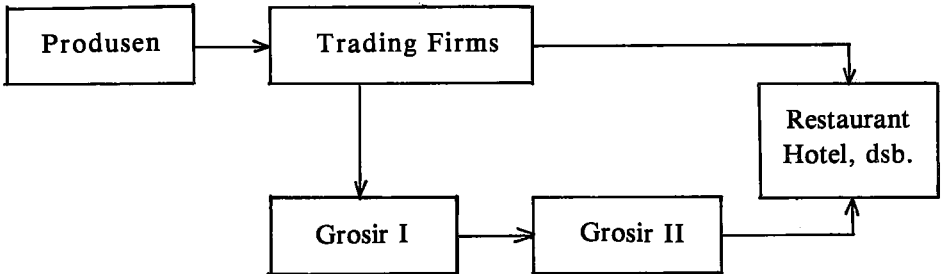 Produsen
Trading Firms
Restaurant
Hotel, dsb.
Grosir I
Grosir II